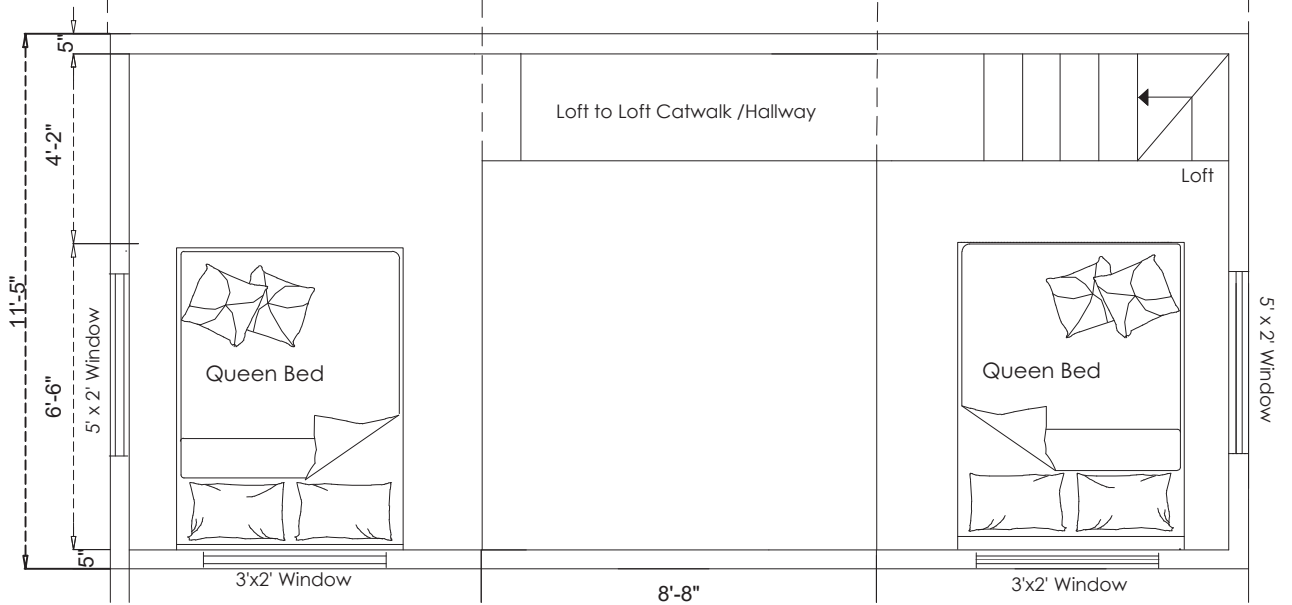 5"
4'-2"
Loft to Loft Catwalk /Hallway
Loft
11'-5"
5' x 2' Window
5' x 2' Window
Queen Bed
Queen Bed
6'-6"
5"
3'x2' Window
8'-8"
3'x2' Window